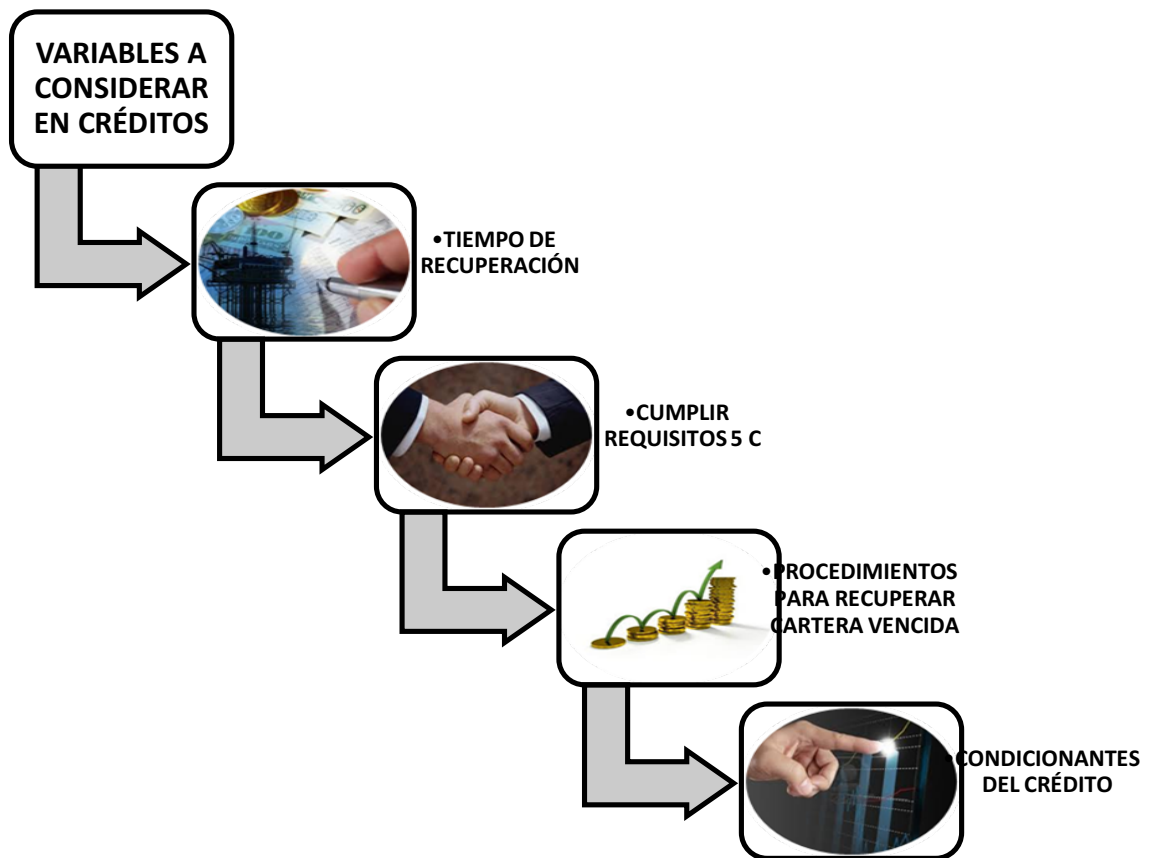 VARIABLES A
CONSIDERAR
EN CRÉDITOS
•TIEMPO DE
RECUPERACIÓN
•CUMPLIR
REQUISITOS 5 C
•PROCEDIMIENTOS
PARA RECUPERAR
CARTERA VENCIDA
•CONDICIONANTES
DEL CRÉDITO